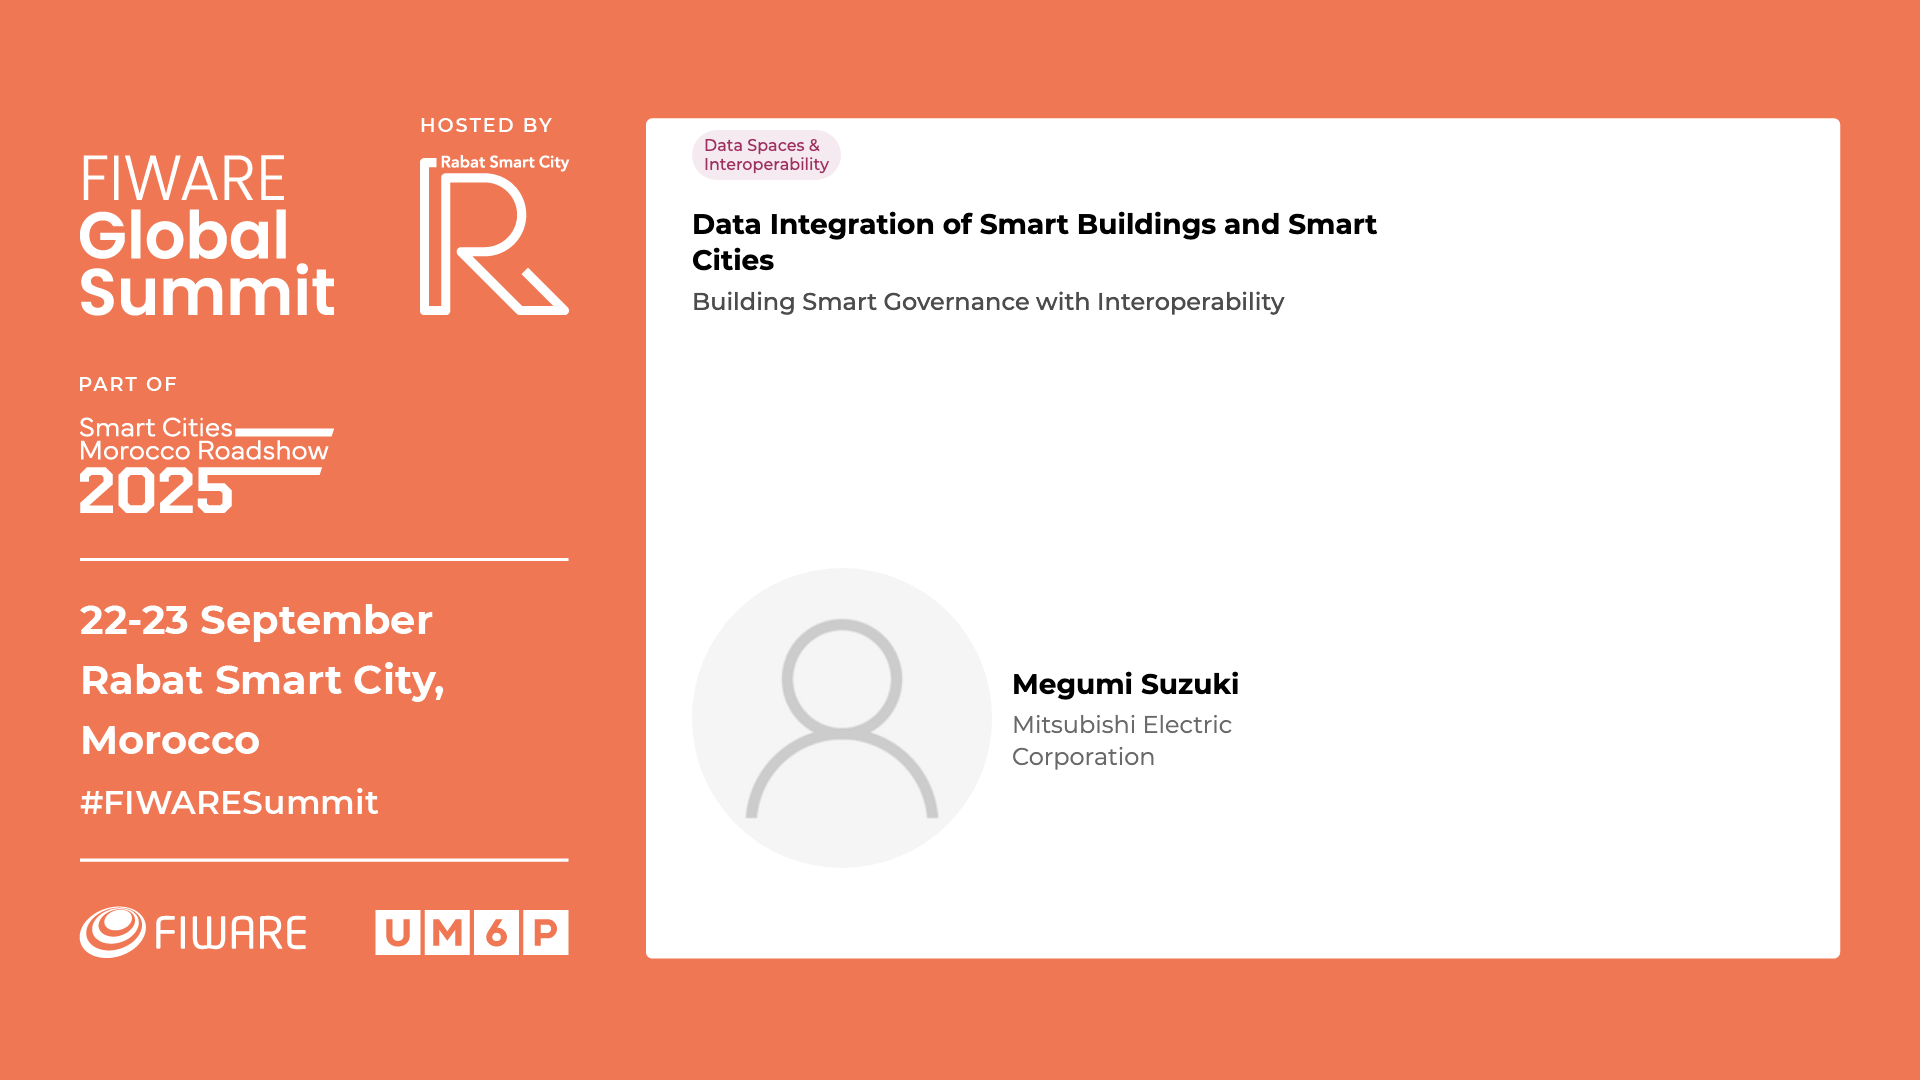 FIWARE
Global
Summit
HOSTED BY
Rabat Smart City
R
PART OF
Smart Cities
Morocco Roadshow
2025
22-23 September
Rabat Smart City,
Morocco
#FIWARESummit
FIWARE
UM6P
Data Spaces &
Interoperability
Data Integration of Smart Buildings and Smart
Cities
Building Smart Governance with Interoperability
Megumi Suzuki
Mitsubishi Electric
Corporation